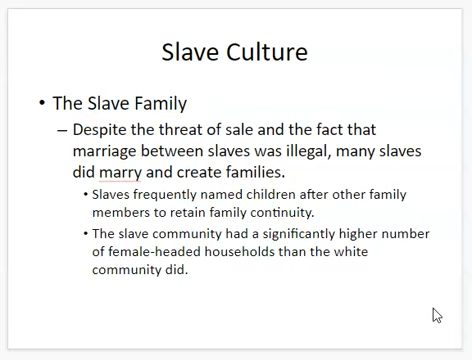 Slave Culture
• The Slave Family
– Despite the threat of sale and the fact that
marriage between slaves was illegal, many slaves
did marry and create families.
• Slaves frequently named children after other family
members to retain family continuity.
• The slave community had a significantly higher number
of female-headed households than the white
community did.